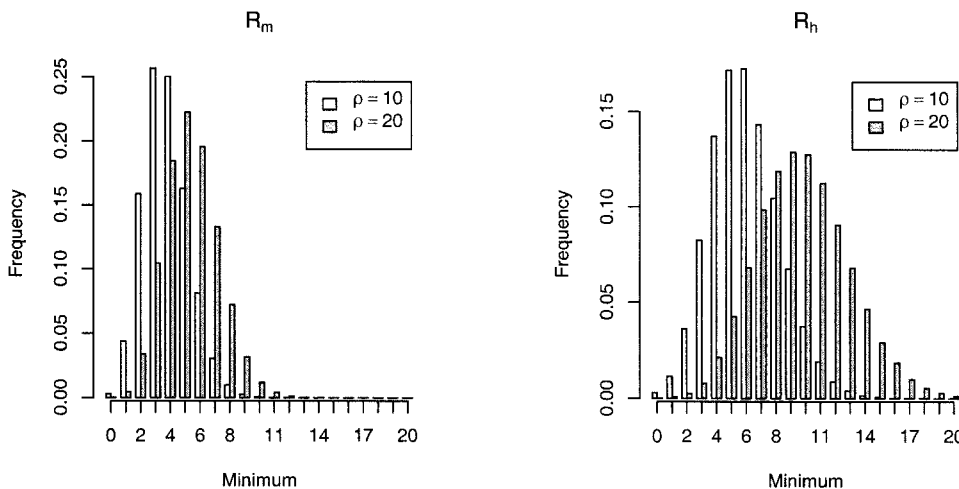 R_m
ρ = 10
ρ = 20
Frequency
0.25
0.20
0.15
0.10
0.05
0.00
0 2 4 6 8 11 14 17 20
Minimum
R_h
ρ = 10
ρ = 20
Frequency
0.15
0.10
0.05
0.00
0 2 4 6 8 11 14 17 20
Minimum